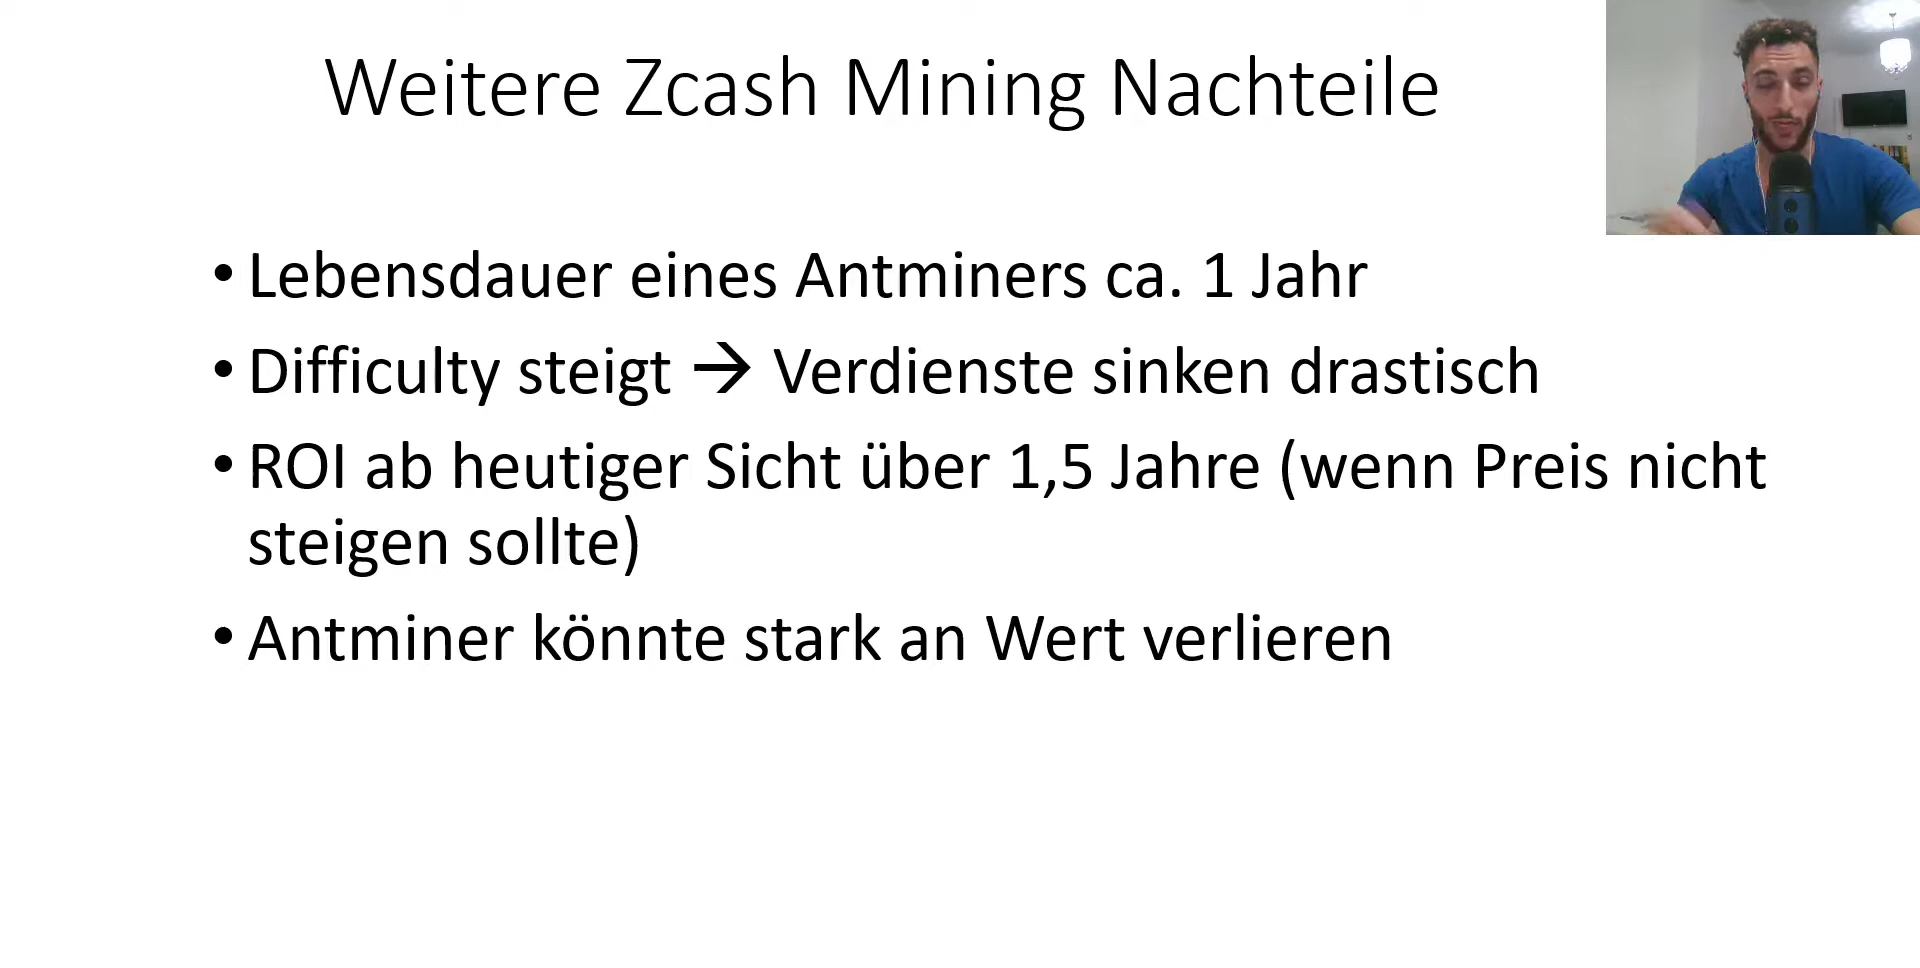 Weitere Zcash Mining Nachteile
• Lebensdauer eines Antminers ca. 1 Jahr
• Difficulty steigt → Verdienste sinken drastisch
• ROI ab heutiger Sicht über 1,5 Jahre (wenn Preis nicht
steigen sollte)
• Antminer könnte stark an Wert verlieren